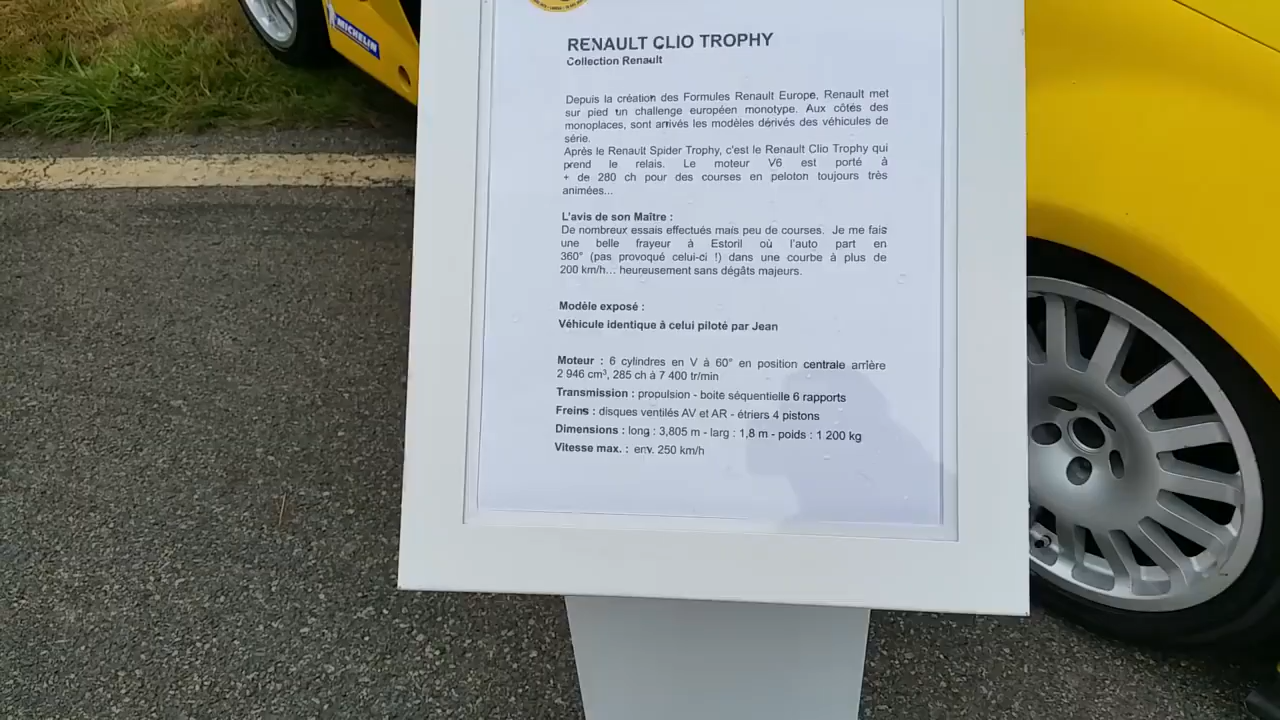 MICHELIN
RENAULT CLIO TROPHY
Collection Renault
Depuis la création des Formules Renault Europe, Renault met
sur pied un challenge européen monotype. Aux côtés des
monoplaces, sont arrivés les modèles dérivés des véhicules de
série.
Après le Renault Spider Trophy, c'est le Renault Clio Trophy qui
prend le relais. Le moteur V6 est porté à
+ de 280 ch pour des courses en peloton toujours très
animées...
L'avis de son Maître :
De nombreux essais effectués mais peu de courses. Je me fais
une belle frayeur à Estoril où l'auto part en
360° (pas provoqué celui-ci !) dans une courbe à plus de
200 km/h... heureusement sans dégâts majeurs.
Modèle exposé :
Véhicule identique à celui piloté par Jean
Moteur : 6 cylindres en V à 60° en position centrale arrière
2 946 cm³, 285 ch à 7 400 tr/min
Transmission : propulsion - boite séquentielle 6 rapports
Freins : disques ventilés AV et AR - étriers 4 pistons
Dimensions : long : 3,805 m - larg : 1,8 m - poids : 1 200 kg
Vitesse max. : env. 250 km/h